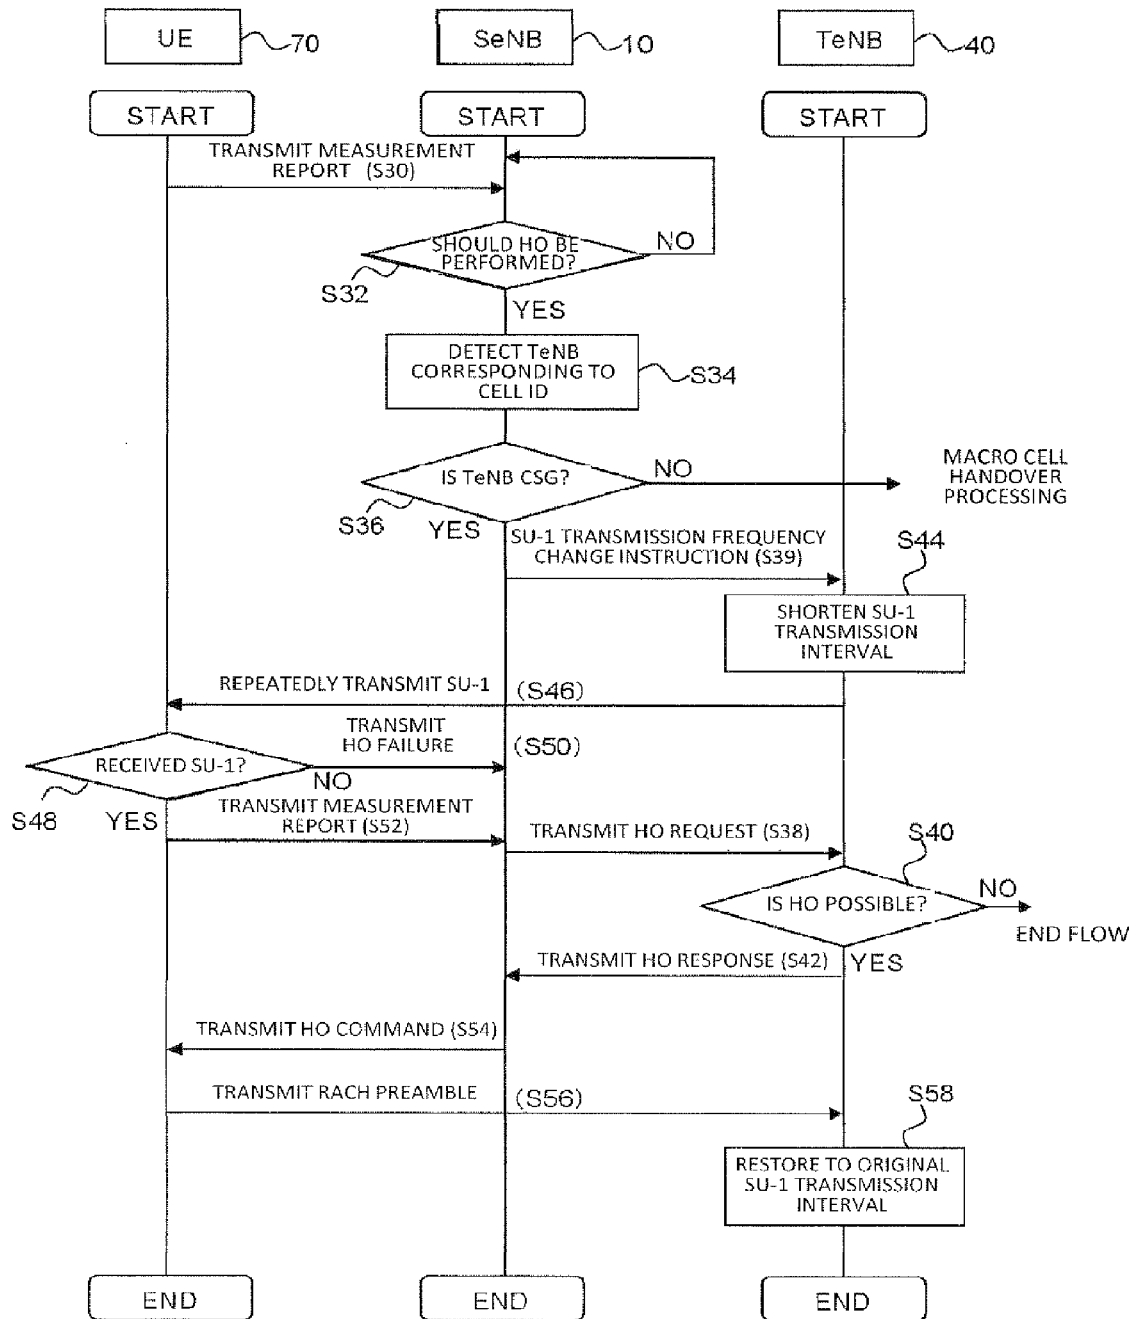 UE
70
SeNB
10
TeNB
40
START
START
START
TRANSMIT MEASUREMENT
REPORT (S30)
SHOULD HO BE
PERFORMED?
NO
S32
YES
DETECT TeNB
CORRESPONDING TO
CELL ID
S34
IS TeNB CSG?
NO
MACRO CELL
HANDOVER
PROCESSING
S36
YES
SU-1 TRANSMISSION FREQUENCY
CHANGE INSTRUCTION (S39)
S44
SHORTEN SU-1
TRANSMISSION
INTERVAL
REPEATEDLY TRANSMIT SU-1
(S46)
TRANSMIT
HO FAILURE
(S50)
RECEIVED SU-1?
NO
S48
YES
TRANSMIT MEASUREMENT
REPORT (S52)
TRANSMIT HO REQUEST (S38)
S40
IS HO POSSIBLE?
NO
END FLOW
TRANSMIT HO RESPONSE (S42)
YES
TRANSMIT HO COMMAND (S54)
TRANSMIT RACH PREAMBLE
(S56)
S58
RESTORE TO ORIGINAL
SU-1 TRANSMISSION
INTERVAL
END
END
END